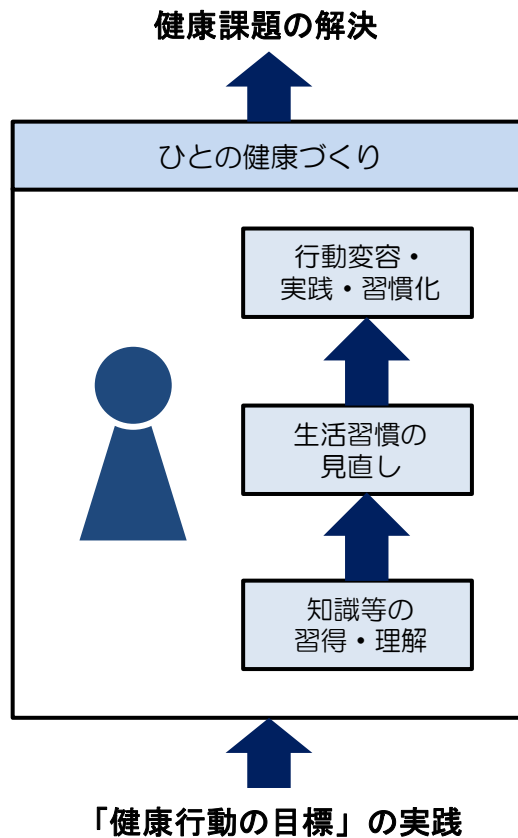 健康課題の解決
ひとの健康づくり
行動変容・
実践・習慣化
生活習慣の
見直し
知識等の
習得・理解
「健康行動の目標」の実践